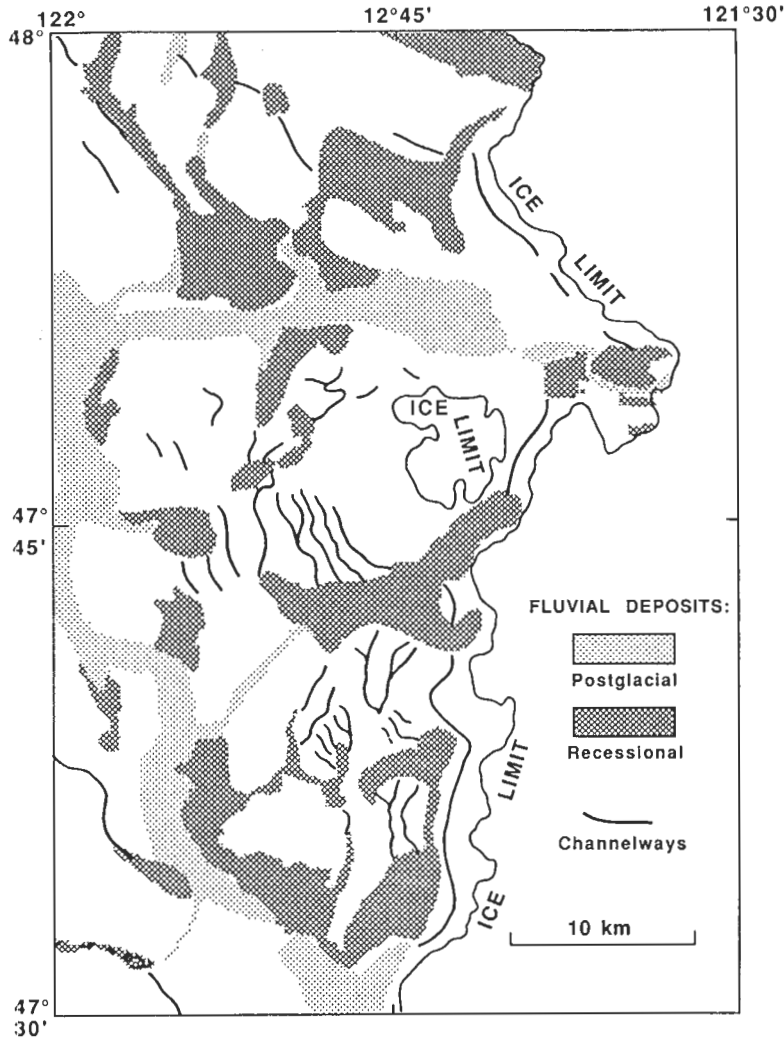 122° 12°45' 121°30'
48°
ICE
LIMIT
ICE
LIMIT
47°
45'
FLUVIAL DEPOSITS:
Postglacial
Recessional
LIMIT
Channelways
ICE
10 km
47°
30'